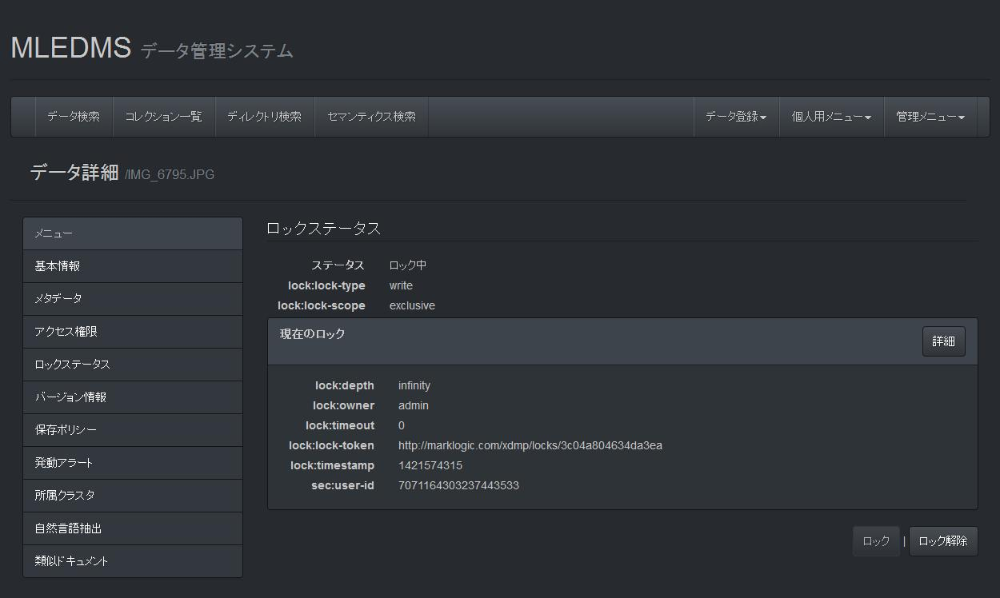 MLEDMS データ管理システム
データ検索 コレクション一覧 ディレクトリ検索 セマンティクス検索 データ登録 個人用メニュー 管理メニュー
データ詳細 /IMG_6795.JPG
メニュー
基本情報
メタデータ
アクセス権限
ロックステータス
バージョン情報
保存ポリシー
発動アラート
所属クラスタ
自然言語抽出
類似ドキュメント
ロックステータス
ステータス ロック中
lock:lock-type write
lock:lock-scope exclusive
現在のロック 詳細
lock:depth infinity
lock:owner admin
lock:timeout 0
lock:lock-token http://marklogic.com/xdmp/locks/3c04a804634da3ea
lock:timestamp 1421574315
sec:user-id 7071164303237443533
ロック | ロック解除